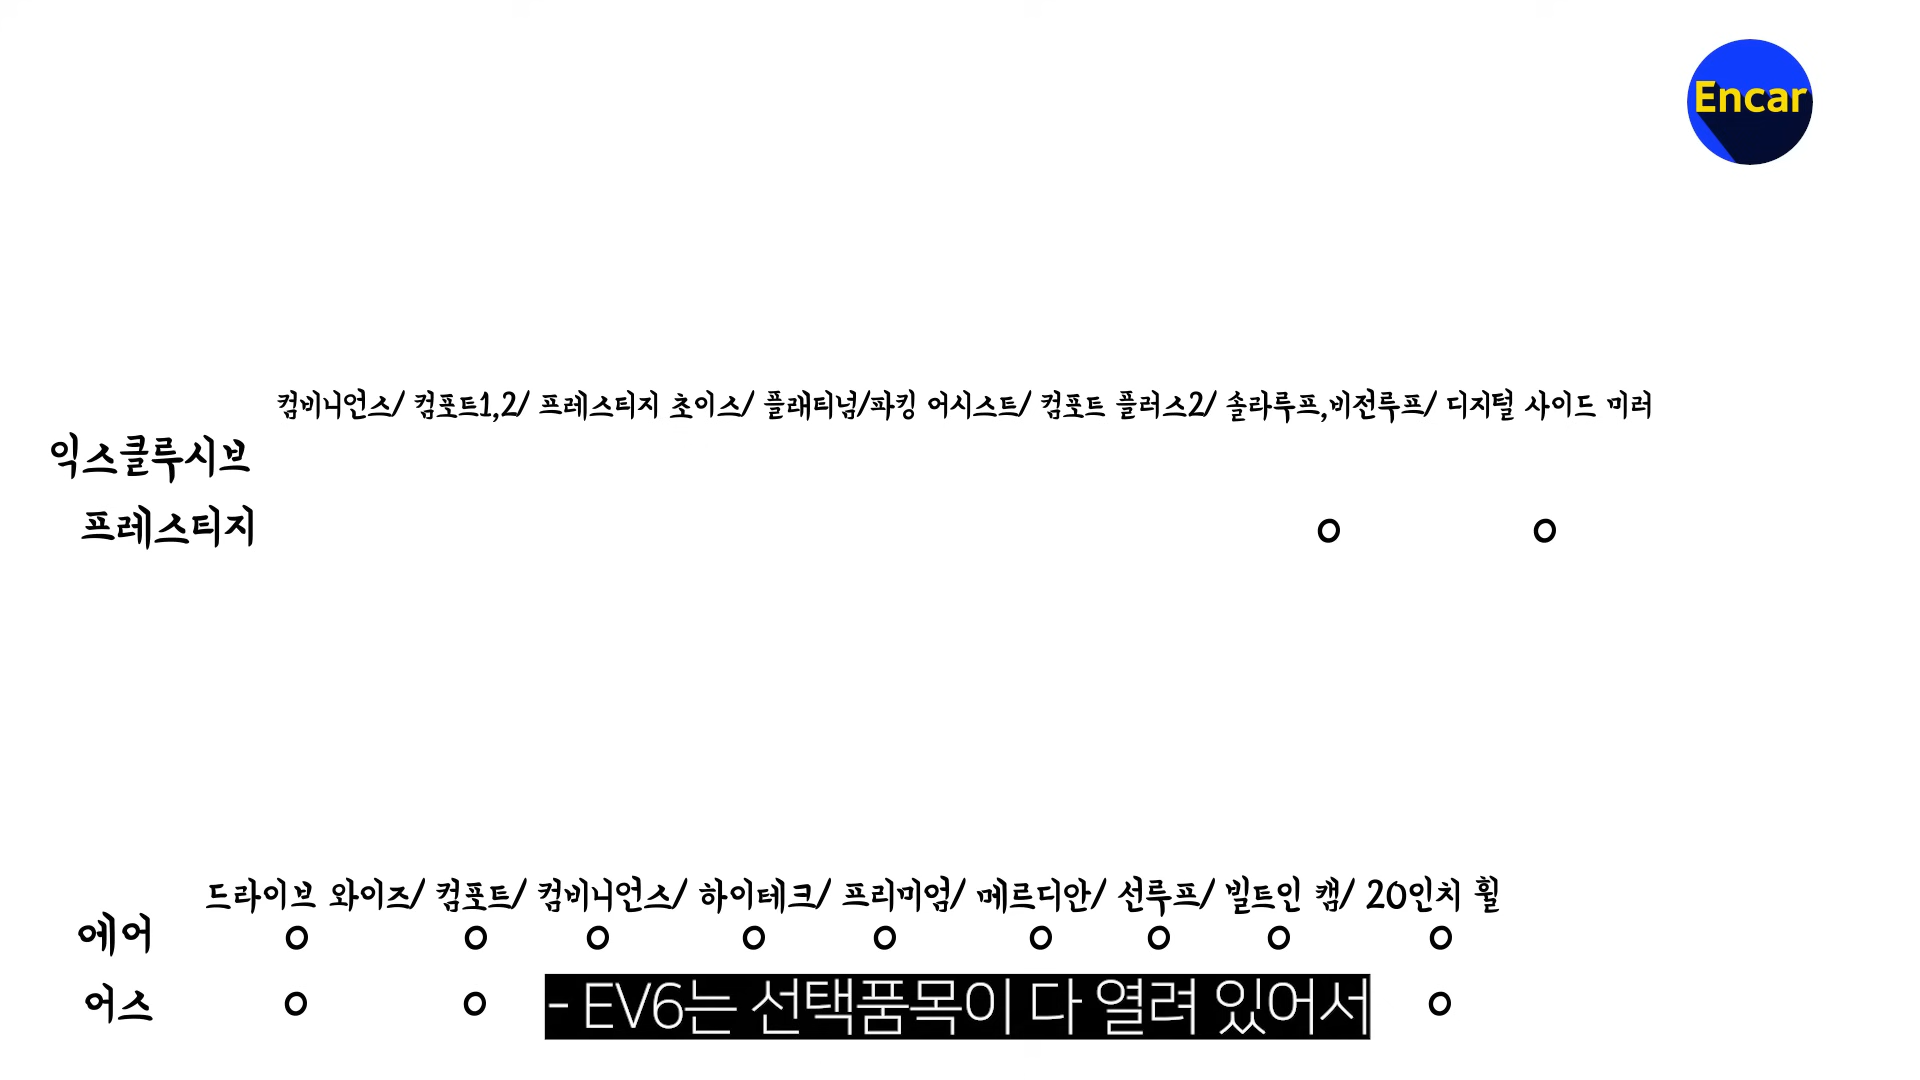 Encar
컴비니언스/ 컴포트1,2/ 프레스티지 초이스/ 플래티넘/파킹 어시스트/ 컴포트 플러스2/ 솔라루프,비전루프/ 디지털 사이드 미러
익스클루시브
프레스티지 o o
드라이브 와이즈/ 컴포트/ 컴비니언스/ 하이테크/ 프리미엄/ 메르디안/ 선루프/ 빌트인 캠/ 20인치 휠
에어 o o o o o o o o o
어스 o o o
- EV6는 선택품목이 다 열려 있어서